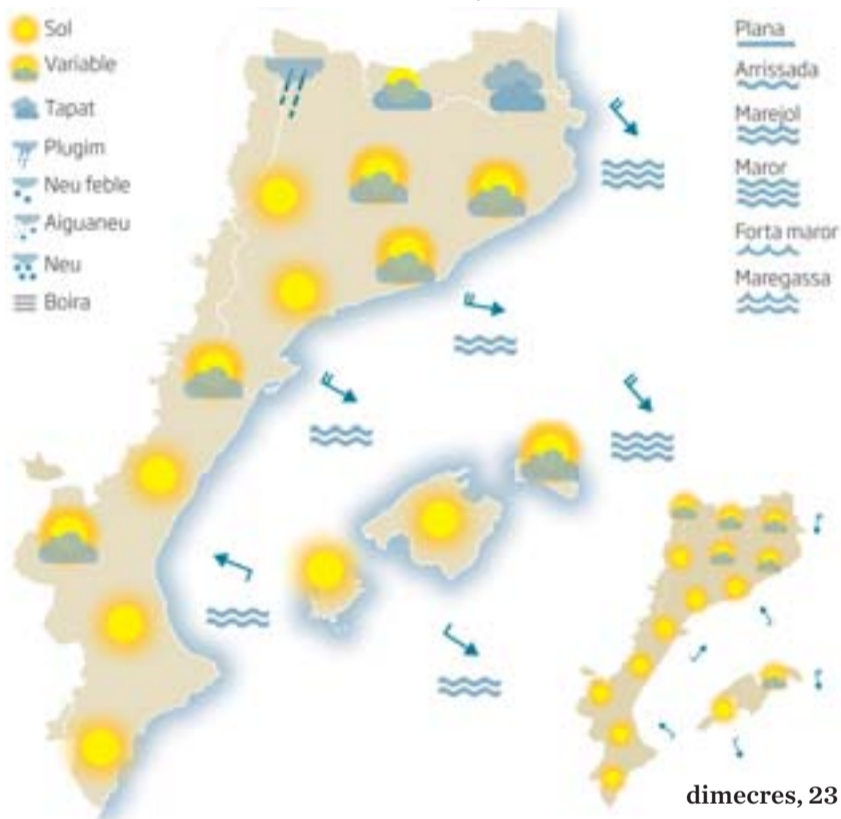 Sol
Variable
Tapat
Plugim
Neu feble
Aiguaneu
Neu
Boira
Plana
Arrissada
Marejol
Maror
Forta maror
Maregassa
dimecres, 23